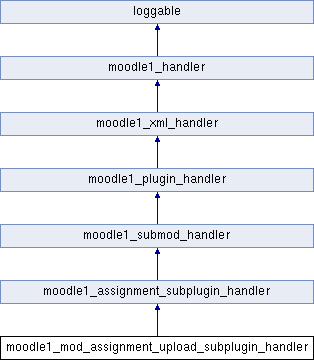 loggable
moodle1_handler
moodle1_xml_handler
moodle1_plugin_handler
moodle1_submod_handler
moodle1_assignment_subplugin_handler
moodle1_mod_assignment_upload_subplugin_handler